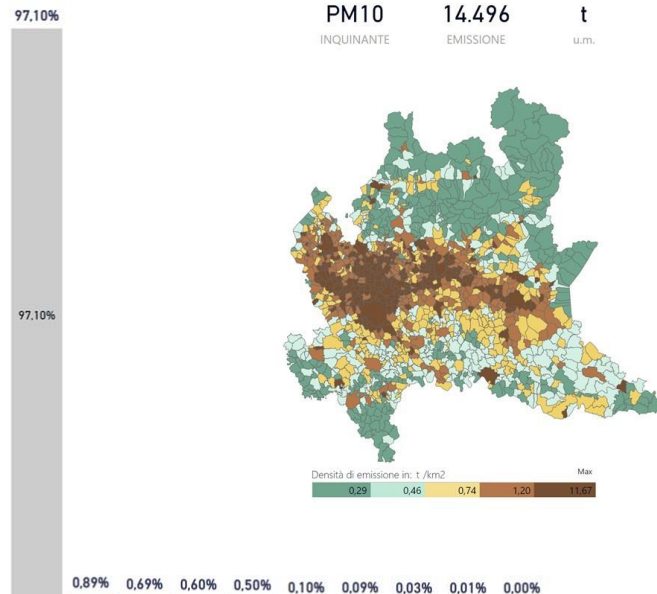 97,10%
PM10 14.496 t
INQUINANTE EMISSIONE u.m.
97,10%
Densità di emissione in: t /km2
Max
0,29 0,46 0,74 1,20 11,67
0,89% 0,69% 0,60% 0,50% 0,10% 0,09% 0,03% 0,01% 0,00%